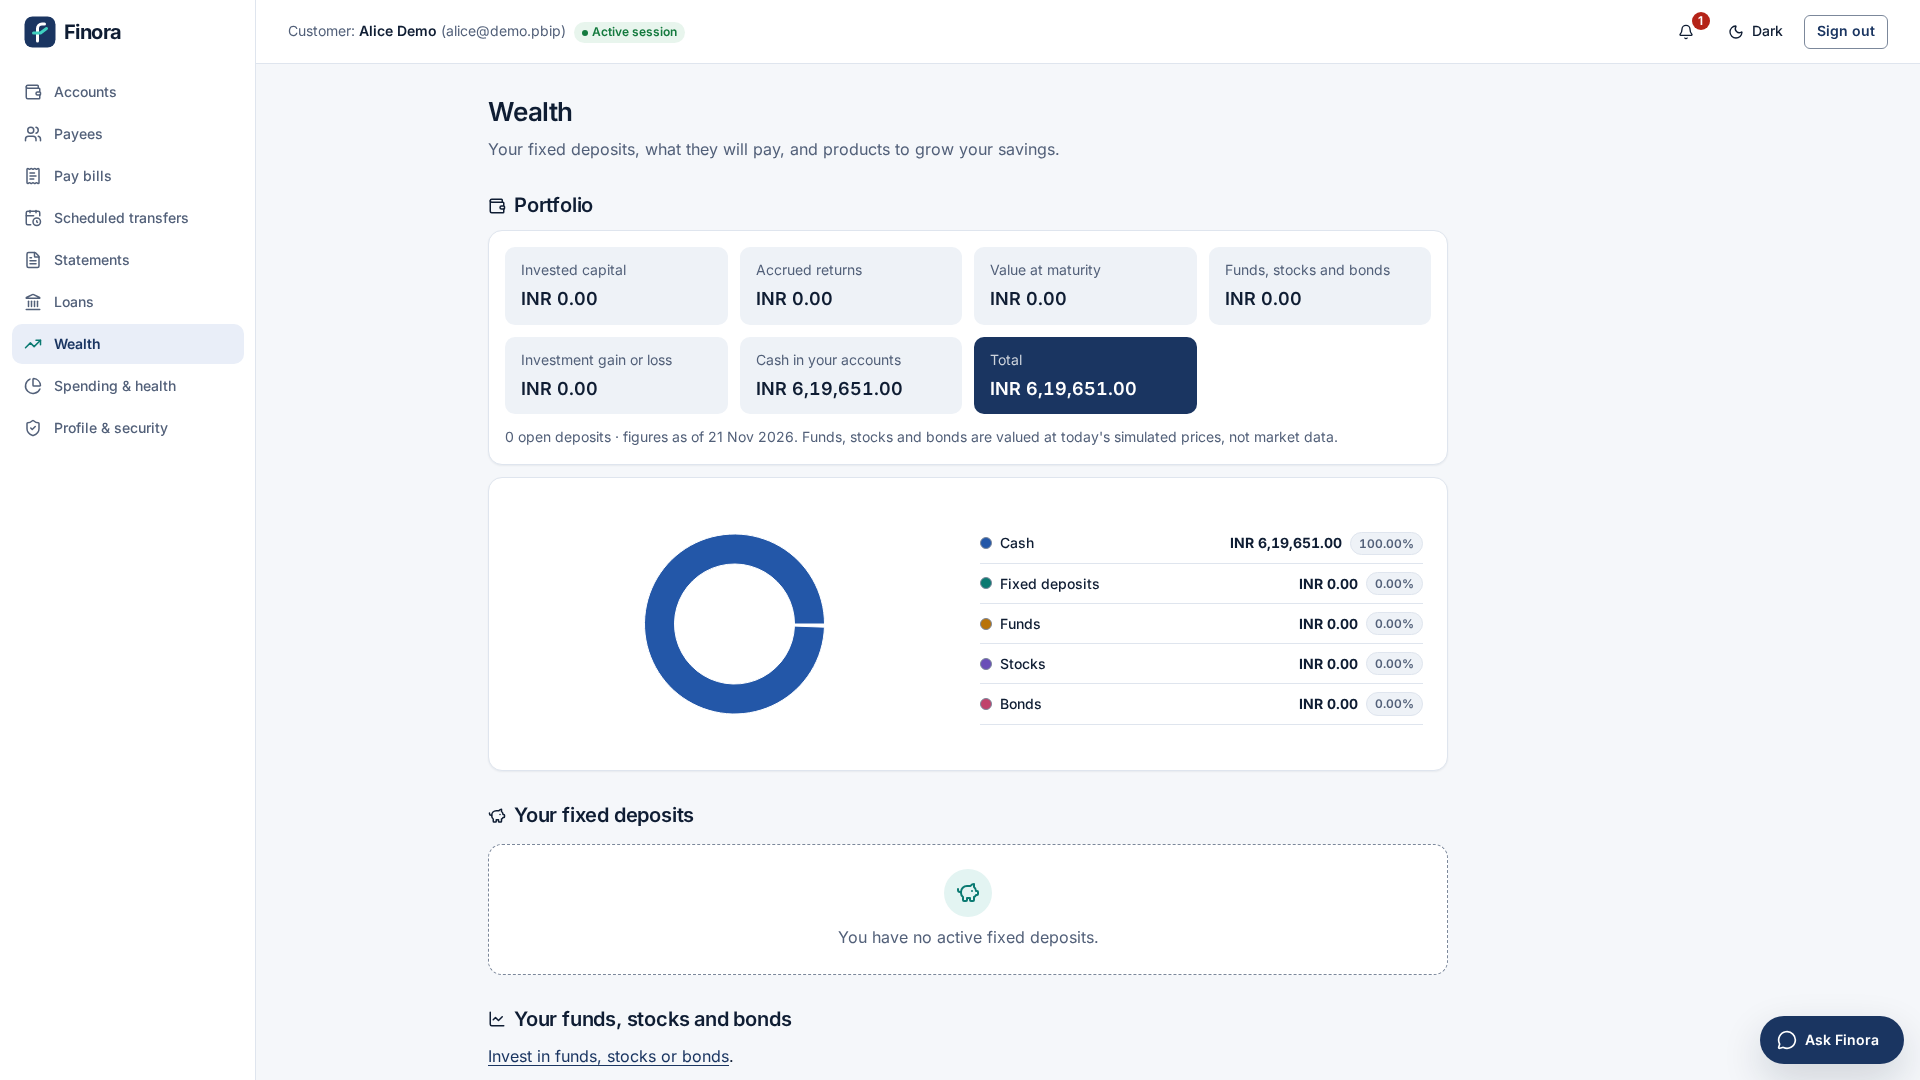 Finora
Customer: Alice Demo (alice@demo.pbip) Active session
1
Dark
Sign out
Accounts
Payees
Pay bills
Scheduled transfers
Statements
Loans
Wealth
Spending & health
Profile & security
Wealth
Your fixed deposits, what they will pay, and products to grow your savings.
Portfolio
Invested capital
INR 0.00
Accrued returns
INR 0.00
Value at maturity
INR 0.00
Funds, stocks and bonds
INR 0.00
Investment gain or loss
INR 0.00
Cash in your accounts
INR 6,19,651.00
Total
INR 6,19,651.00
0 open deposits · figures as of 21 Nov 2026. Funds, stocks and bonds are valued at today's simulated prices, not market data.
Cash INR 6,19,651.00 100.00%
Fixed deposits INR 0.00 0.00%
Funds INR 0.00 0.00%
Stocks INR 0.00 0.00%
Bonds INR 0.00 0.00%
Your fixed deposits
You have no active fixed deposits.
Your funds, stocks and bonds
Invest in funds, stocks or bonds.
Ask Finora